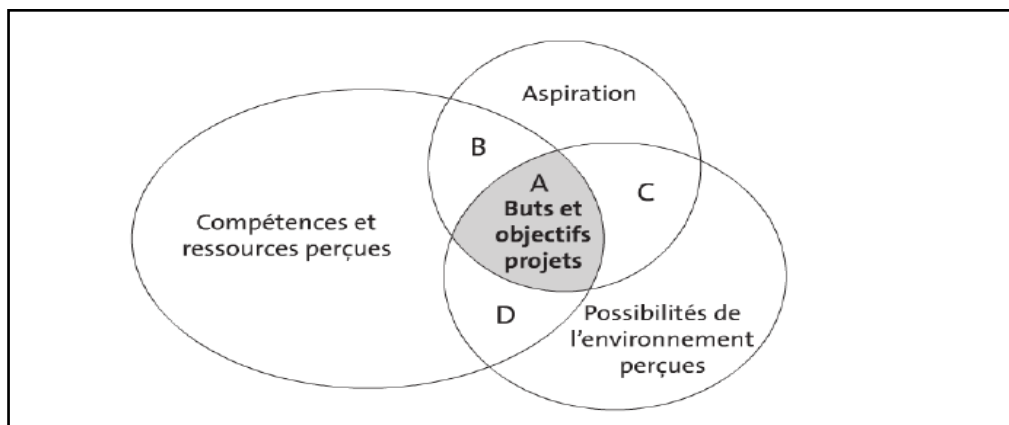 Aspiration
B
A
C
Buts et
objectifs
projets
Compétences et
ressources perçues
D
Possibilités de
l'environnement
perçues